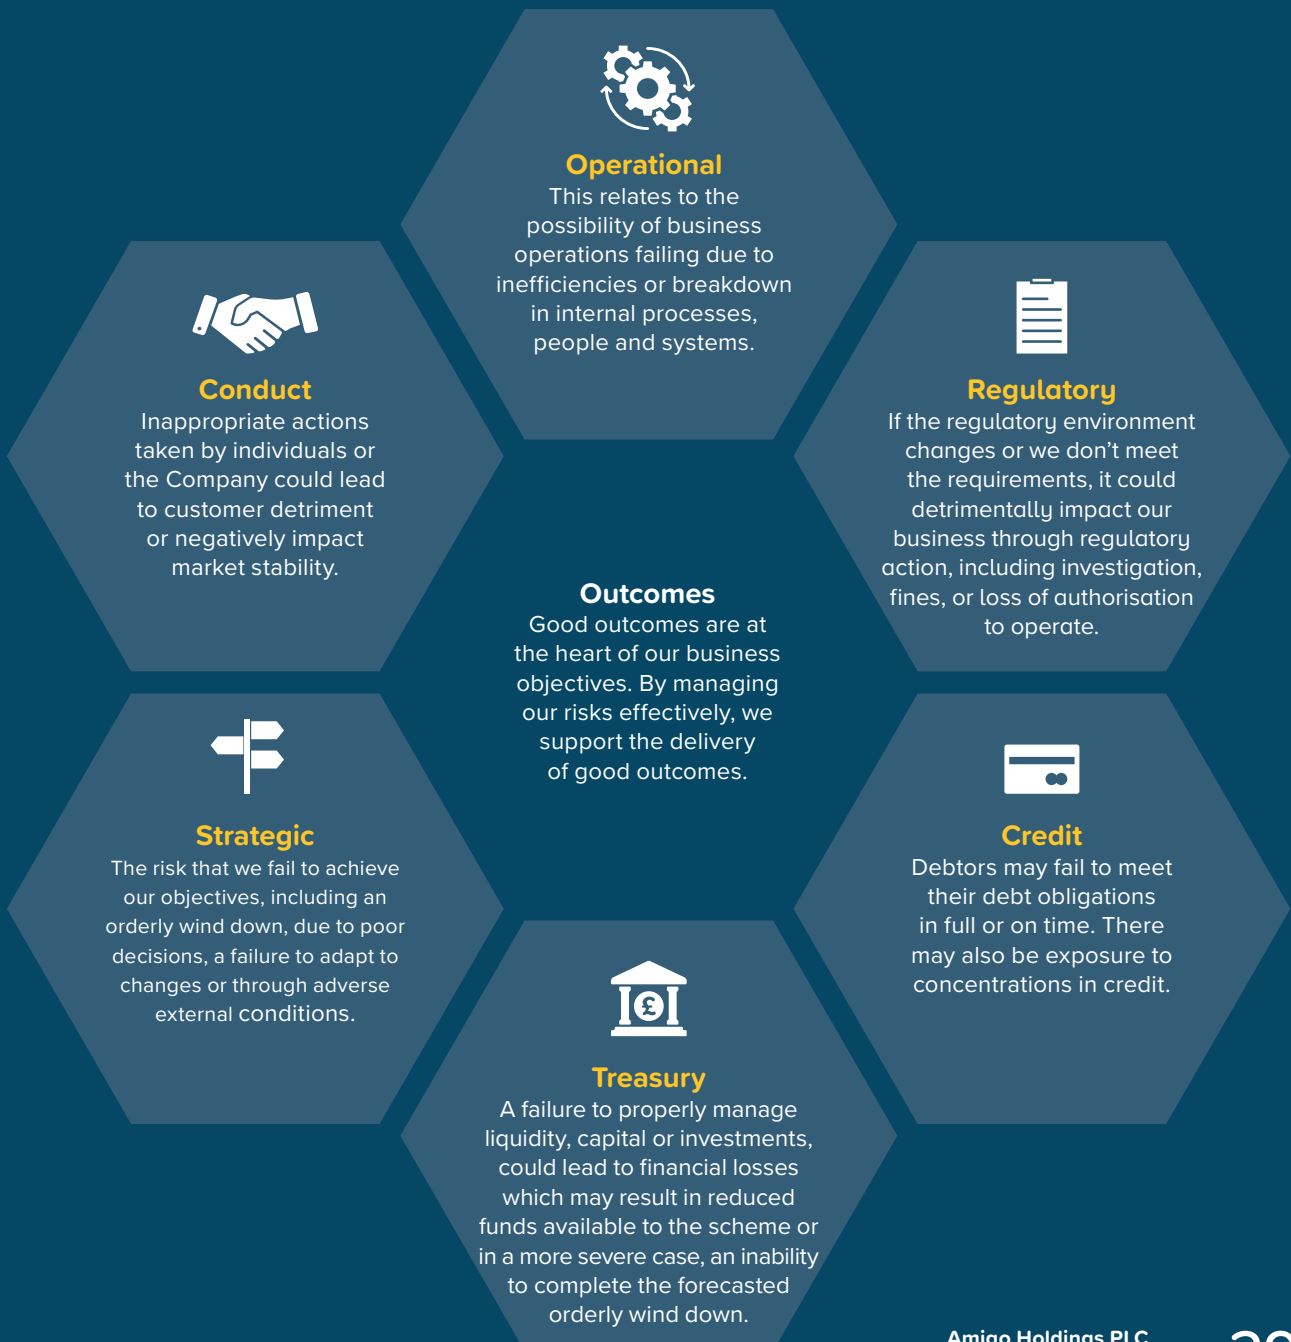 Operational
This relates to the
possibility of business
operations failing due to
inefficiencies or breakdown
in internal processes,
people and systems.
Conduct
Inappropriate actions
taken by individuals or
the Company could lead
to customer detriment
or negatively impact
market stability.
Regulatory
If the regulatory environment
changes or we don’t meet
the requirements, it could
detrimentally impact our
business through regulatory
action, including investigation,
fines, or loss of authorisation
to operate.
Outcomes
Good outcomes are at
the heart of our business
objectives. By managing
our risks effectively, we
support the delivery
of good outcomes.
Strategic
The risk that we fail to achieve
our objectives, including an
orderly wind down, due to poor
decisions, a failure to adapt to
changes or through adverse
external conditions.
Credit
Debtors may fail to meet
their debt obligations
in full or on time. There
may also be exposure to
concentrations in credit.
£
Treasury
A failure to properly manage
liquidity, capital or investments,
could lead to financial losses
which may result in reduced
funds available to the scheme or
in a more severe case, an inability
to complete the forecasted
orderly wind down.
Amigo Holdings PLC